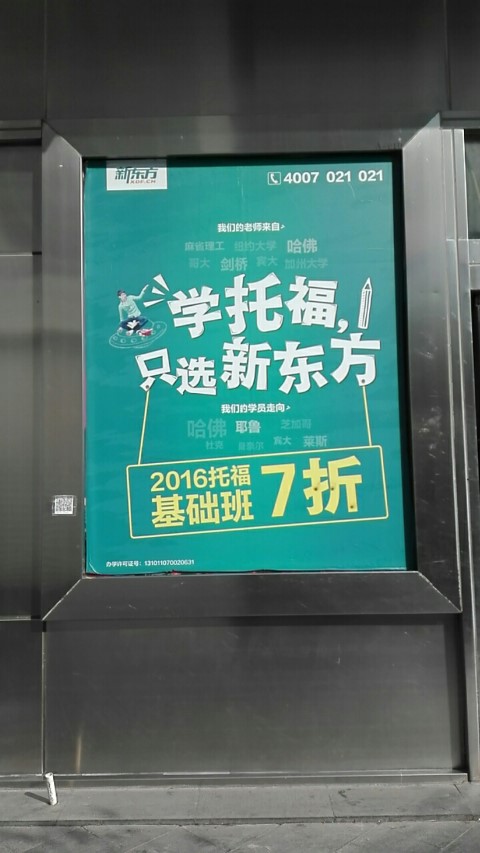 新东方
XDF.CN
4007 021 021
我们的老师来自
麻省理工 纽约大学 哈佛
哥大 剑桥 宾大 加州大学
学托福,
只选新东方
我们的学员走向
哈佛 耶鲁 芝加哥
杜克 宾大 莱斯
2016托福
基础班 7折
办学许可证号：131011070020631